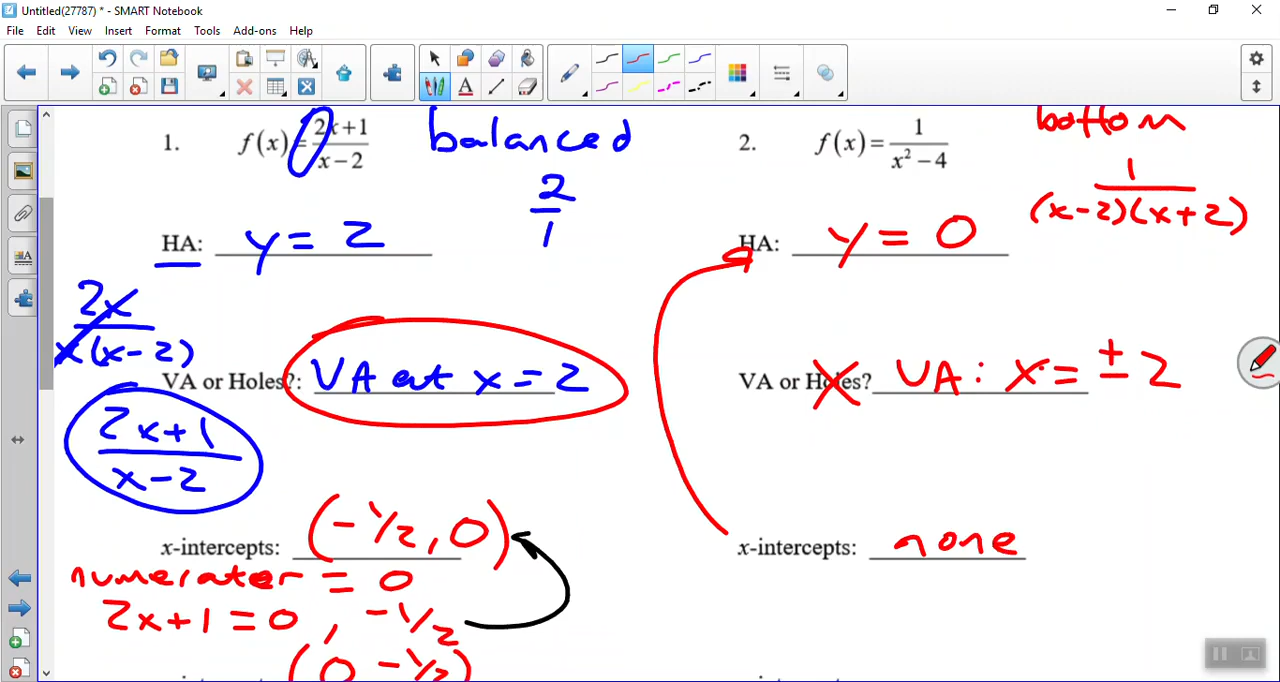 Untitled(27787) * - SMART Notebook
File Edit View Insert Format Tools Add-ons Help
1. f(x) = 2x+1 / x−2
balanced
2/1
HA: y = 2
2x / x(x−2)
VA or Holes?: VA at x = 2
2x+1 / x−2
x-intercepts: (−1/2, 0)
numerater = 0
2x+1 = 0, −1/2
(0 −1/2)
2. f(x) = 1 / x² − 4
bottom
1 / (x−2)(x+2)
HA: y = 0
VA or Holes? VA: x = ± 2
x-intercepts: none